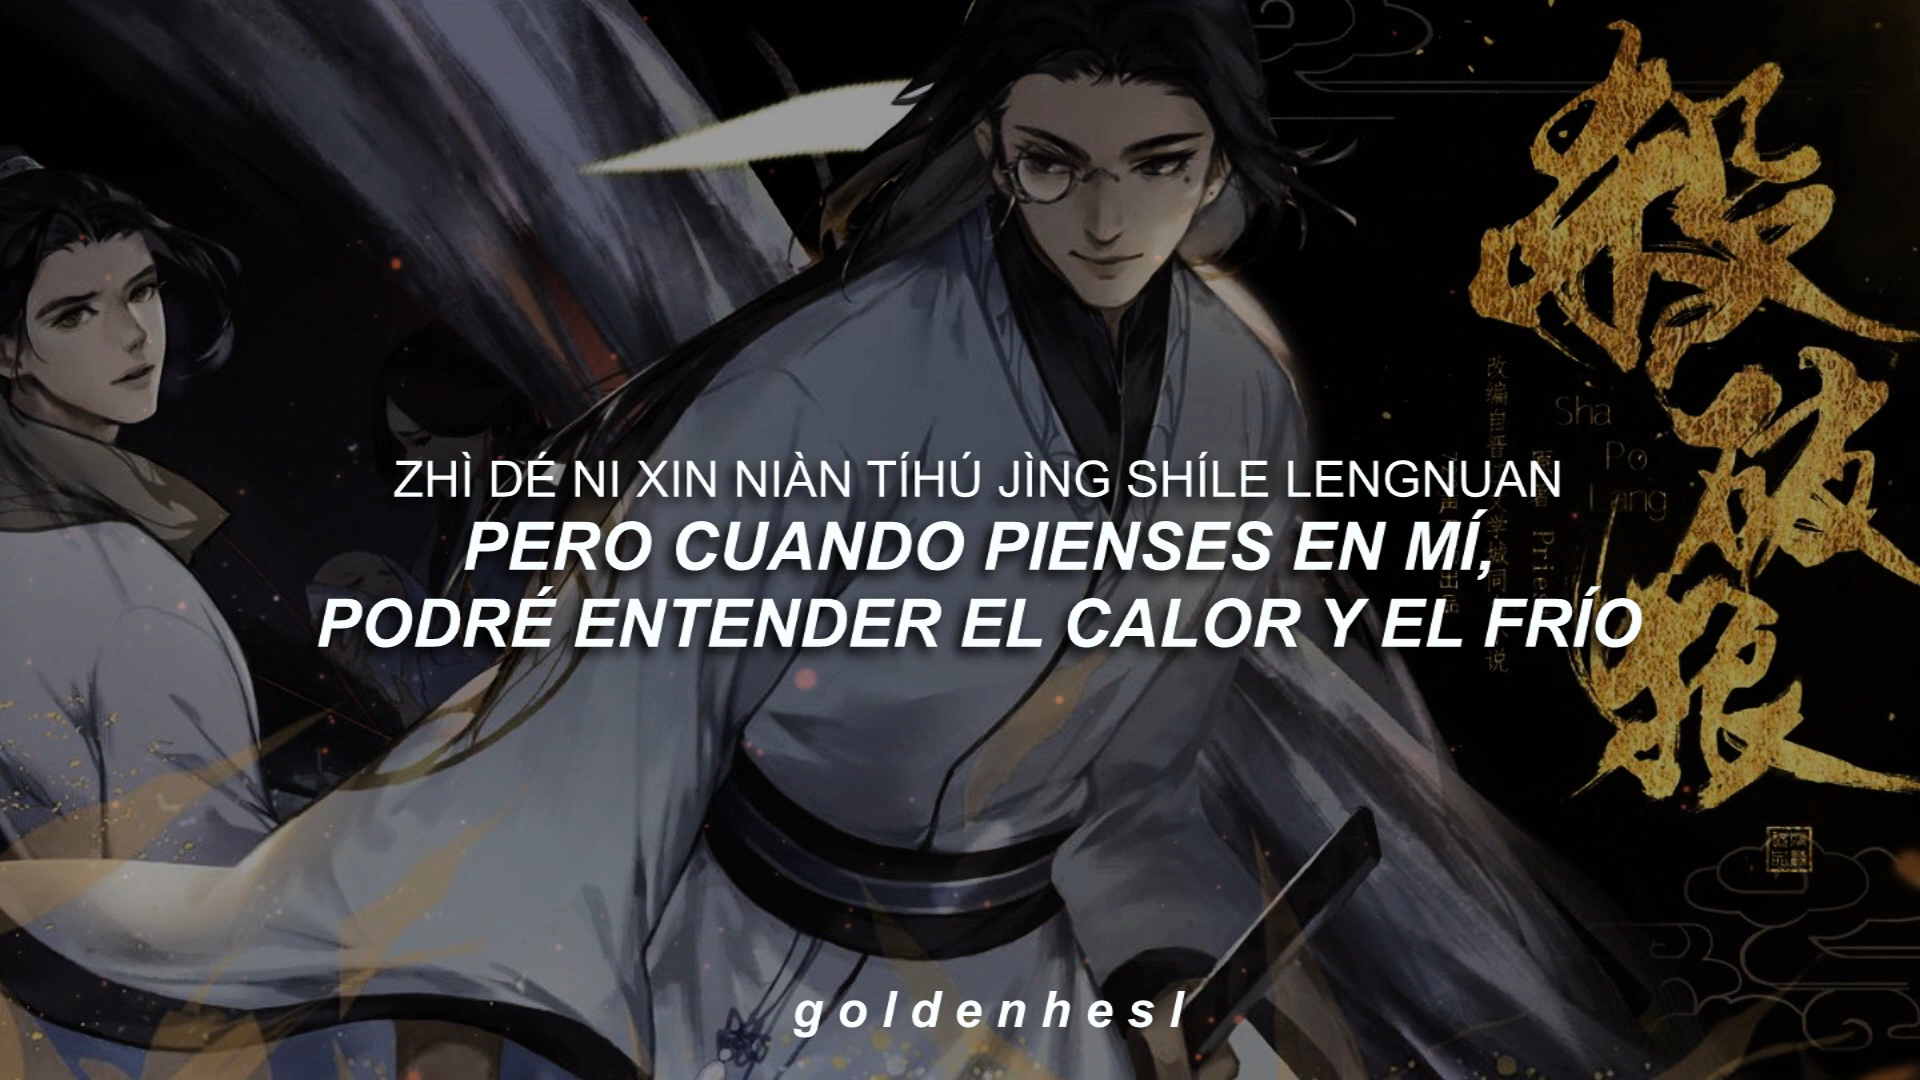 殺破狼
Sha
Po
Lang
ZHÌ DÉ NI XIN NIÀN TÍHÚ JÌNG SHÍLE LENGNUAN
PERO CUANDO PIENSES EN MÍ,
PODRÉ ENTENDER EL CALOR Y EL FRÍO
goldenhesl